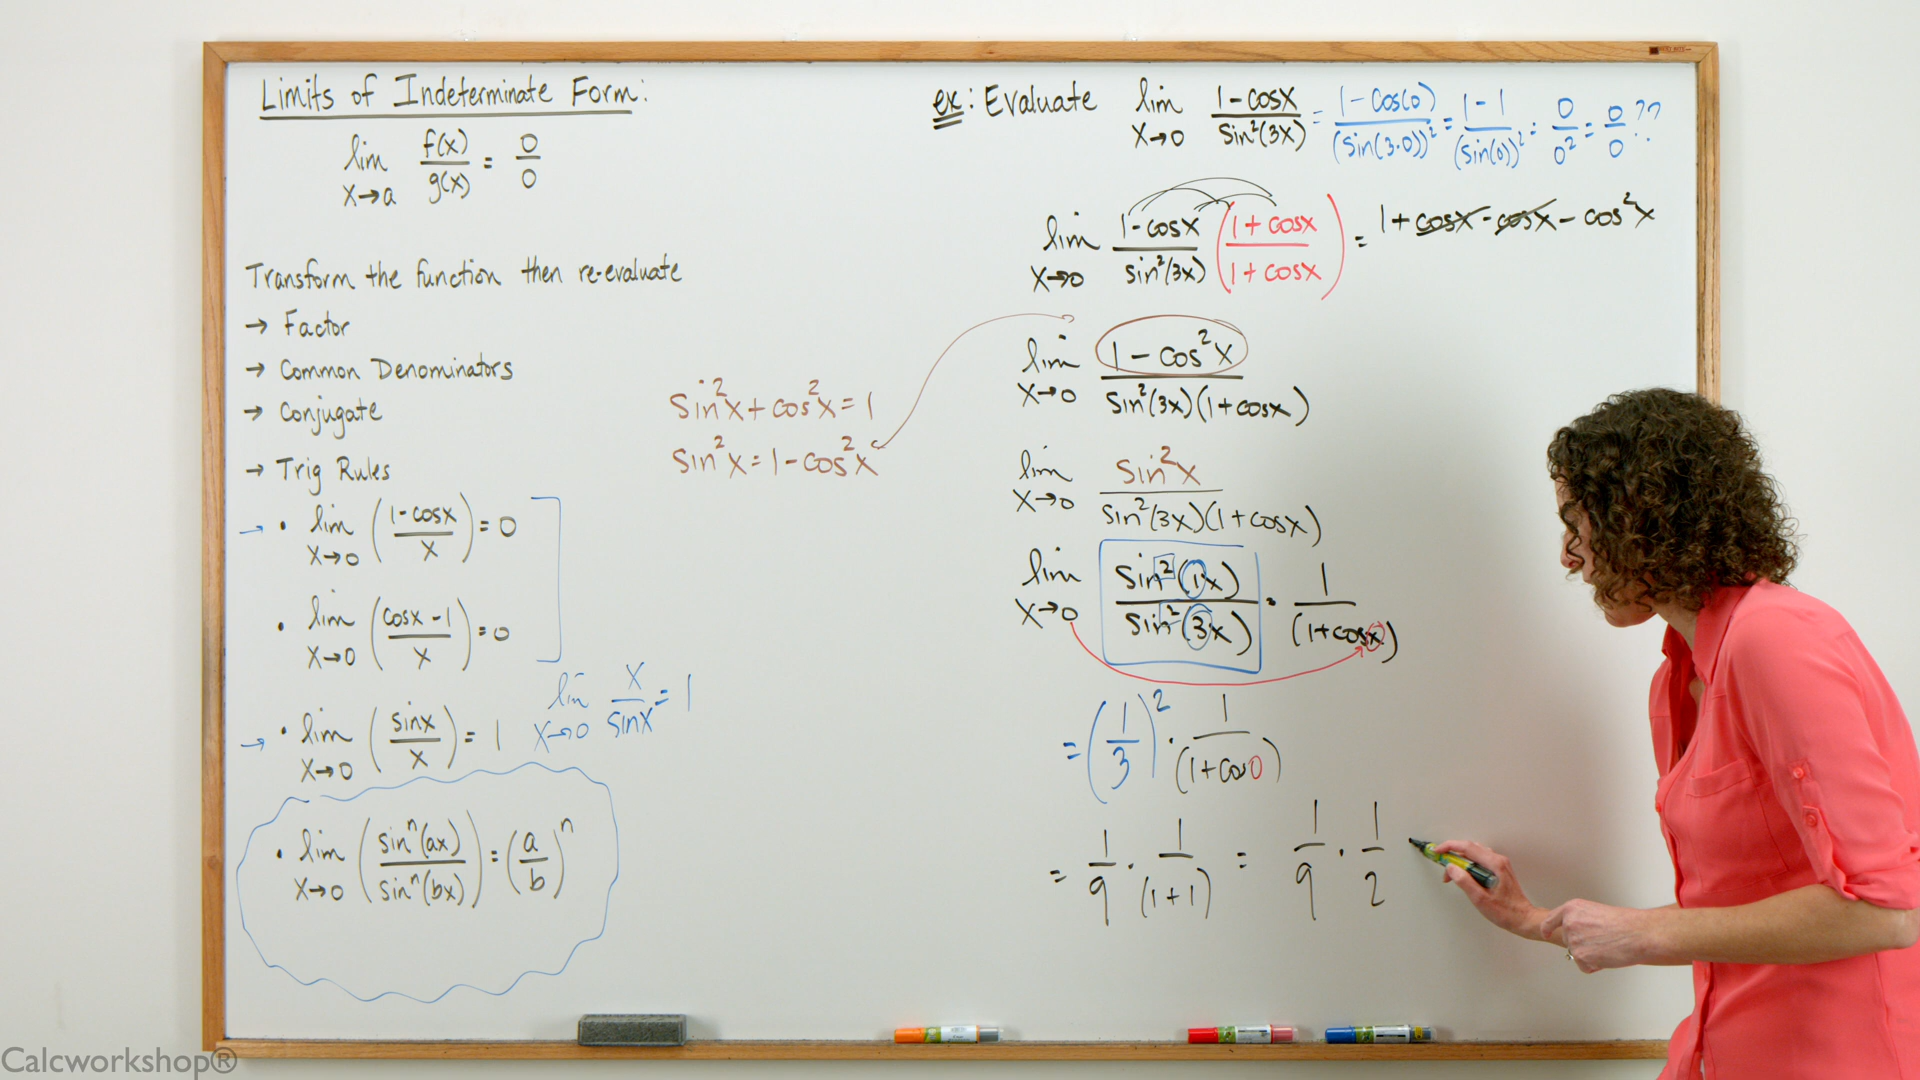 Limits of Indeterminate Form:
lim x→a f(x)/g(x) = 0/0
Transform the function then re-evaluate
→ Factor
→ Common Denominators
→ Conjugate
→ Trig Rules
→ • lim x→0 (1-cosx/x) = 0
• lim x→0 (cosx-1/x) = 0
→ • lim x→0 (sinx/x) = 1
lim x→0 x/sinx = 1
• lim x→0 (sinⁿ(ax)/sinⁿ(bx)) = (a/b)ⁿ
sin²x + cos²x = 1
sin²x = 1 - cos²x
ex: Evaluate lim x→0 1-cosx/sin²(3x) = 1-cos(0)/(sin(3·0))² = 1-1/(sin(0))² = 0/0² = 0/0 ??
lim x→0 1-cosx/sin²(3x) (1+cosx/1+cosx) = 1+cosx-cosx-cos²x
lim x→0 1-cos²x/sin²(3x)(1+cosx)
lim x→0 sin²x/sin²(3x)(1+cosx)
lim x→0 sin²(1x)/sin²(3x) · 1/(1+cosx)
= (1/3)² · 1/(1+cos0)
= 1/9 · 1/(1+1) = 1/9 · 1/2
Calcworkshop®